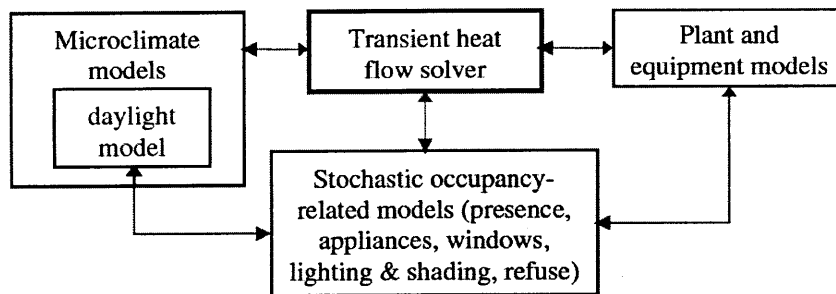 Microclimate
models
daylight
model
Transient heat
flow solver
Plant and
equipment models
Stochastic occupancy-
related models (presence,
appliances, windows,
lighting & shading, refuse)